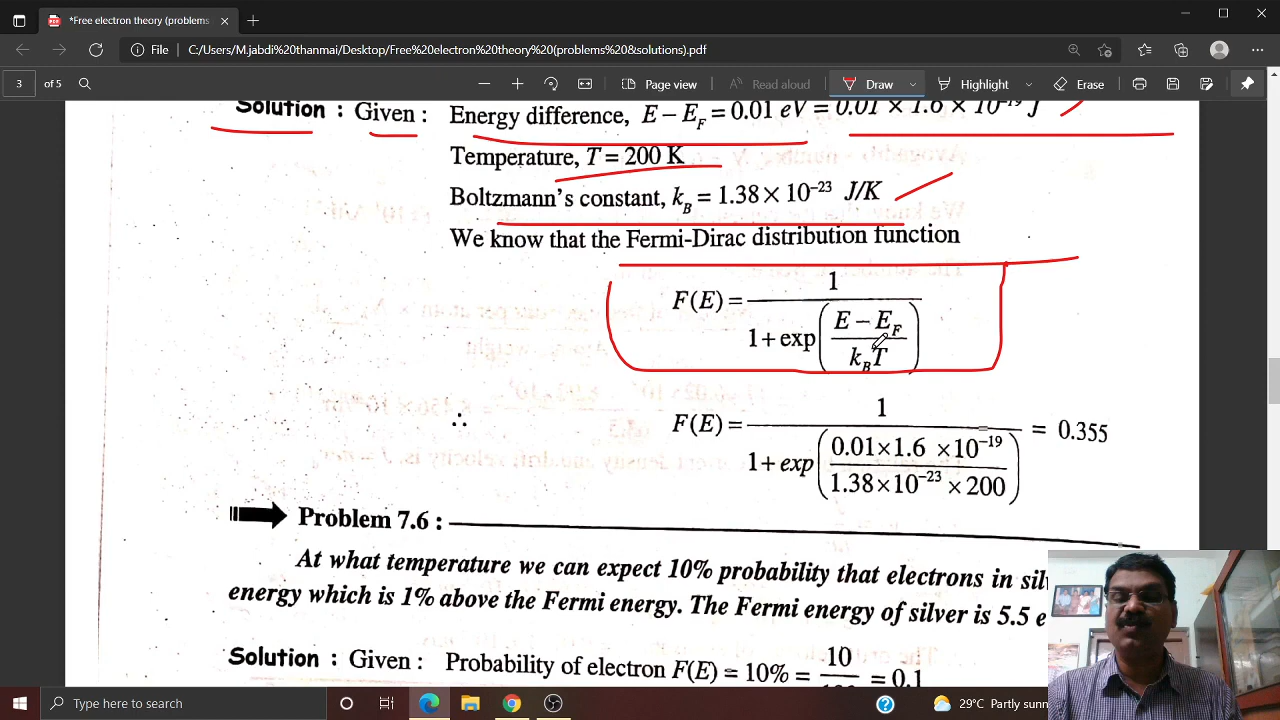 *Free electron theory (problems
File C:/Users/M.jabdi%20thanmai/Desktop/Free%20electron%20theory%20(problems%20&solutions).pdf
3 of 5 Page view Read aloud Draw Highlight Erase
Solution : Given : Energy difference, E – E_F = 0.01 eV = 0.01 × 1.6 × 10⁻¹⁹ J
Temperature, T = 200 K
Boltzmann's constant, k_B = 1.38 × 10⁻²³ J/K
We know that the Fermi-Dirac distribution function
F(E) = 1 / (1 + exp((E – E_F) / (k_B T)))
∴ F(E) = 1 / (1 + exp((0.01×1.6 ×10⁻¹⁹) / (1.38×10⁻²³ ×200))) = 0.355
Problem 7.6 :
At what temperature we can expect 10% probability that electrons in sil
energy which is 1% above the Fermi energy. The Fermi energy of silver is 5.5 e
Solution : Given : Probability of electron F(E) = 10% = 10 / 100 = 0.1
Type here to search 29°C Partly sunn